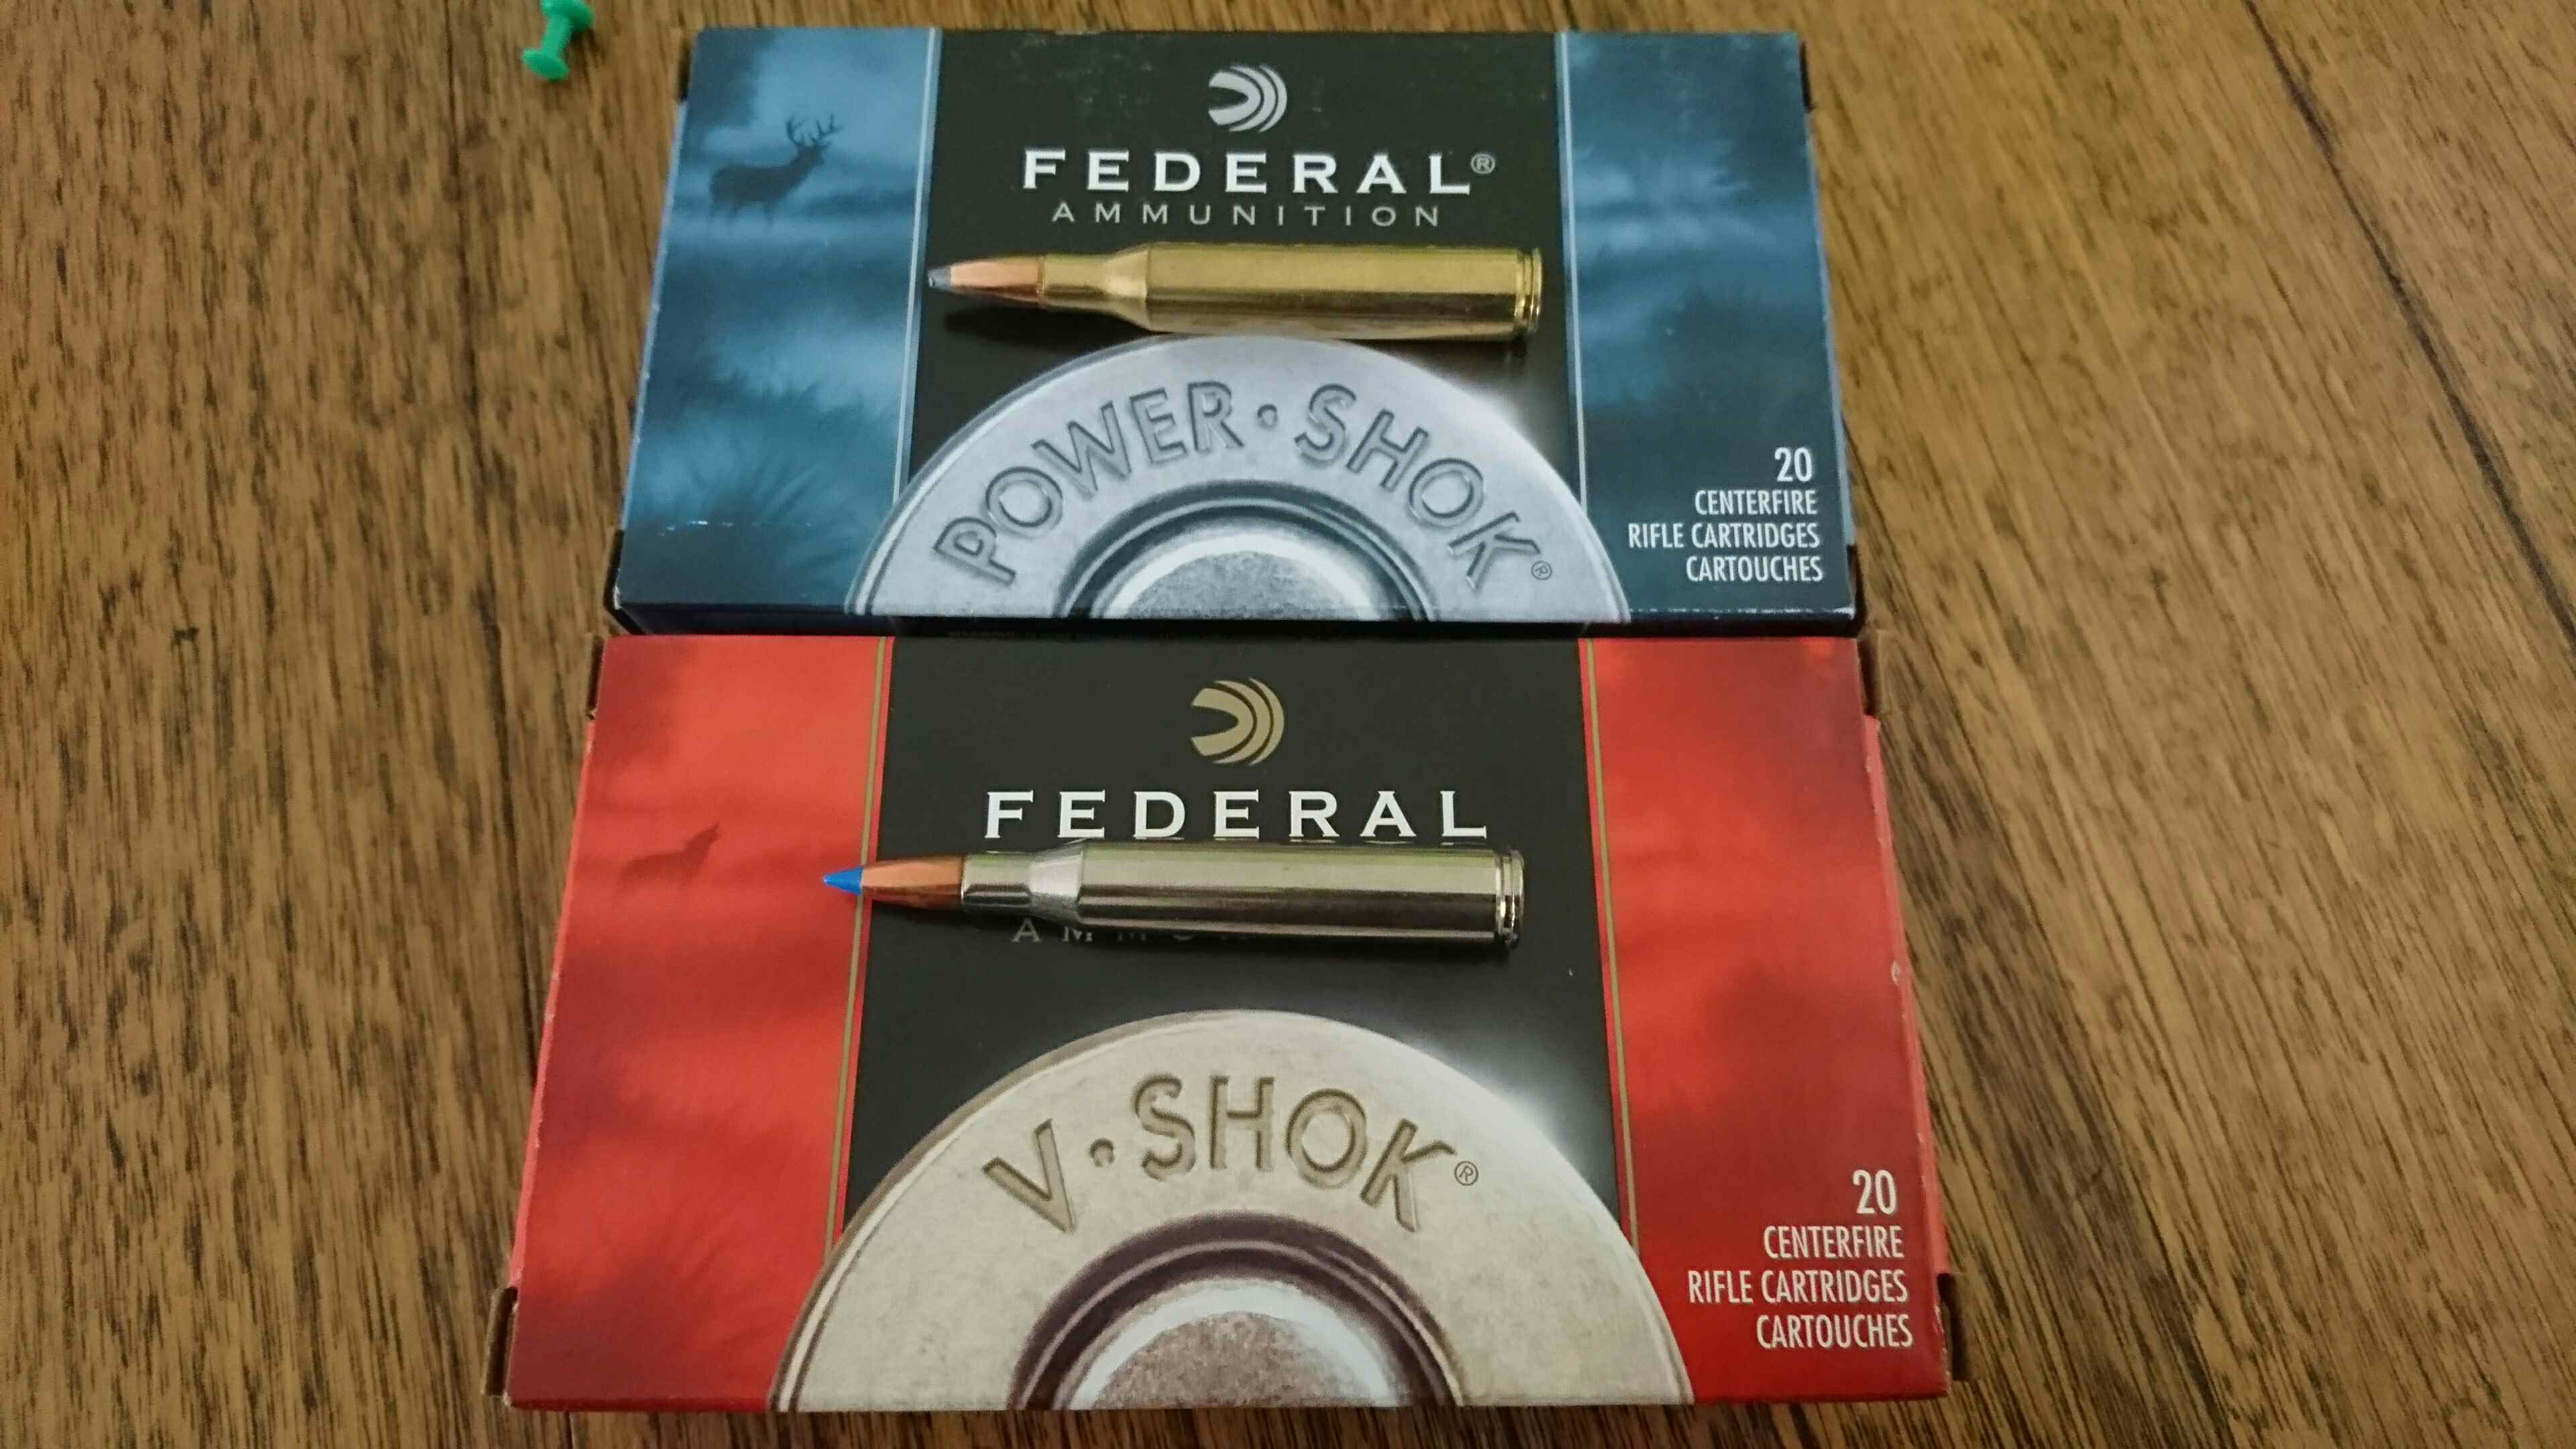 FEDERAL®
AMMUNITION
POWER·SHOK®
20
CENTERFIRE
RIFLE CARTRIDGES
CARTOUCHES
FEDERAL
V·SHOK®
20
CENTERFIRE
RIFLE CARTRIDGES
CARTOUCHES